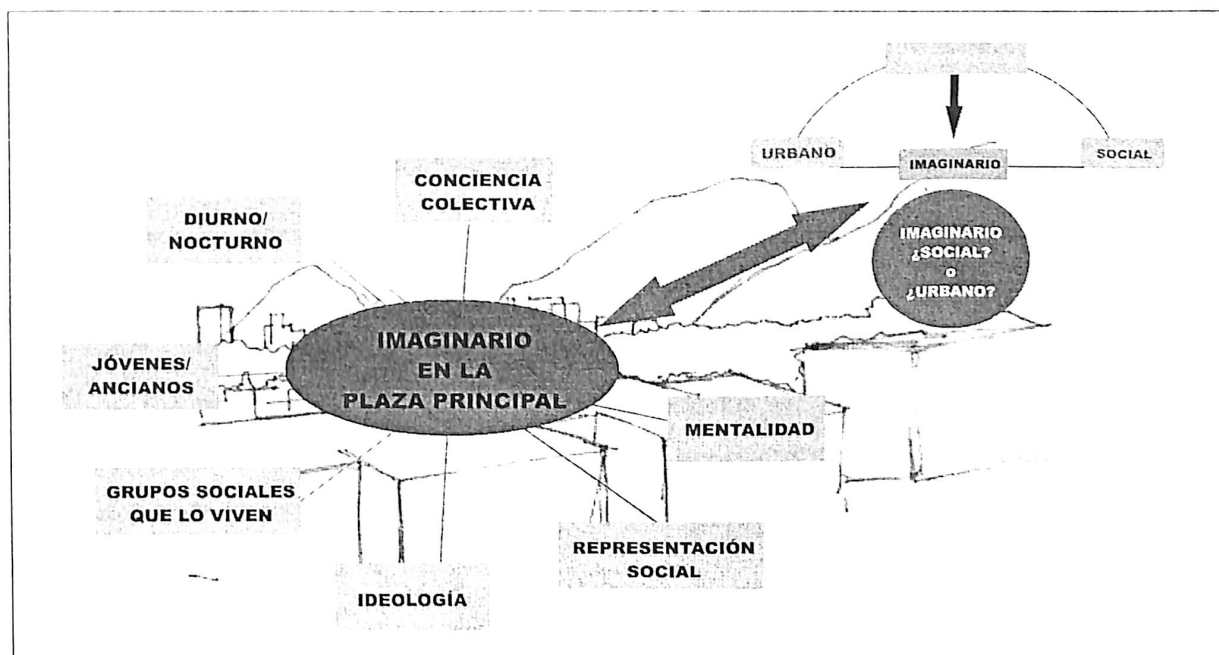 URBANO
IMAGINARIO
SOCIAL
IMAGINARIO
¿SOCIAL?
o
¿URBANO?
CONCIENCIA
COLECTIVA
DIURNO/
NOCTURNO
IMAGINARIO
EN LA
PLAZA PRINCIPAL
JÓVENES/
ANCIANOS
MENTALIDAD
GRUPOS SOCIALES
QUE LO VIVEN
REPRESENTACIÓN
SOCIAL
IDEOLOGÍA